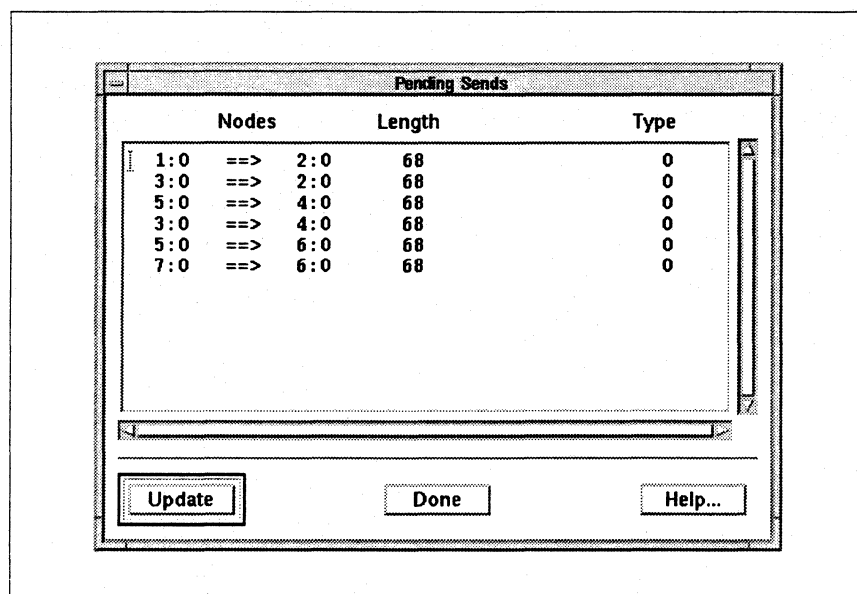 Pending Sends
Nodes Length Type
1:0 ==> 2:0 68 0
3:0 ==> 2:0 68 0
5:0 ==> 4:0 68 0
3:0 ==> 4:0 68 0
5:0 ==> 6:0 68 0
7:0 ==> 6:0 68 0
Update Done Help...